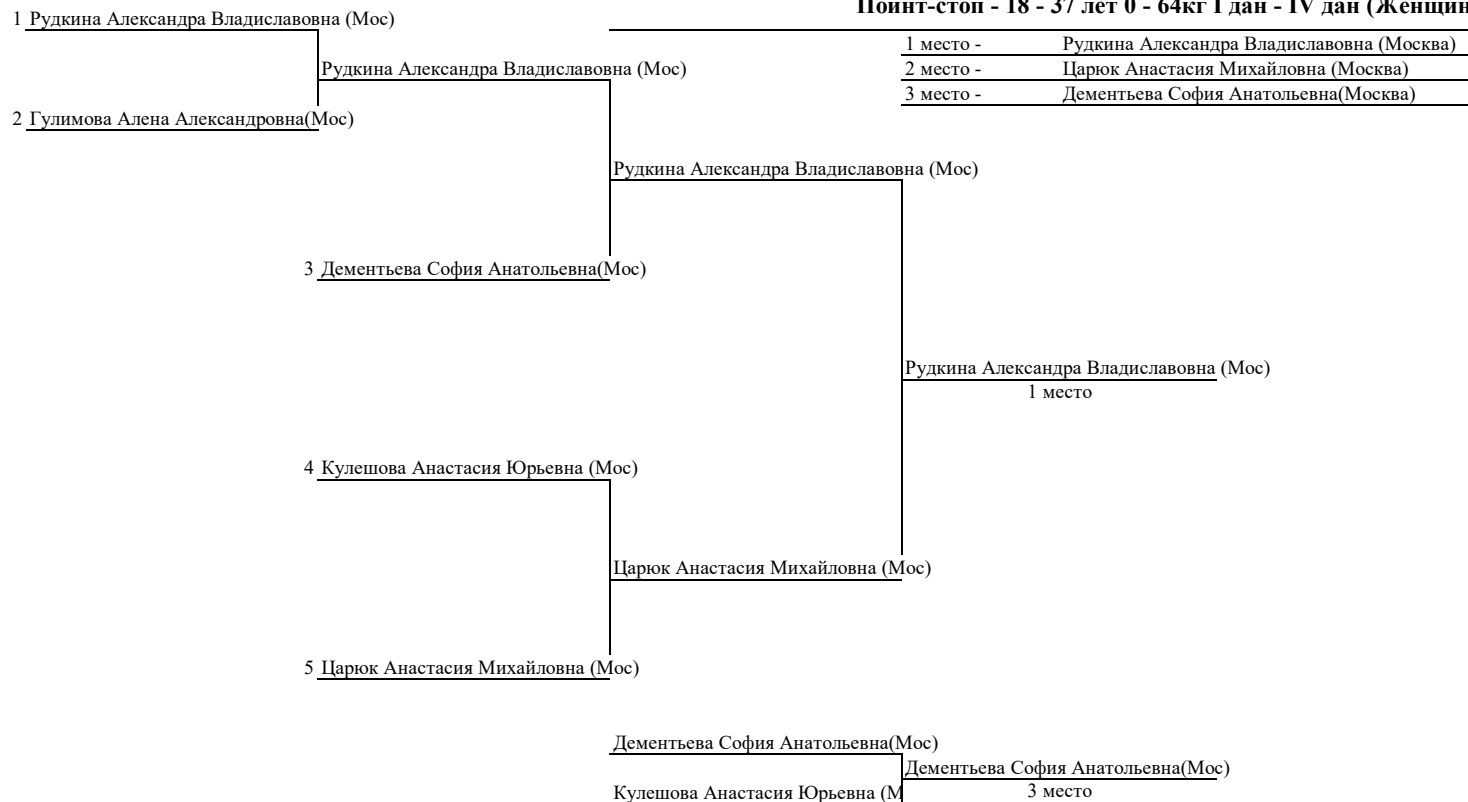 Поинт-стоп - 18 - 37 лет 0 - 64кг I дан - IV дан (Женщин
1 Рудкина Александра Владиславовна (Мос)
1 место - Рудкина Александра Владиславовна (Москва)
Рудкина Александра Владиславовна (Мос)
2 место - Царюк Анастасия Михайловна (Москва)
3 место - Дементьева София Анатольевна(Москва)
2 Гулимова Алена Александровна(Мос)
Рудкина Александра Владиславовна (Мос)
3 Дементьева София Анатольевна(Мос)
Рудкина Александра Владиславовна (Мос)
1 место
4 Кулешова Анастасия Юрьевна (Мос)
Царюк Анастасия Михайловна (Мос)
5 Царюк Анастасия Михайловна (Мос)
Дементьева София Анатольевна(Мос)
Дементьева София Анатольевна(Мос)
Кулешова Анастасия Юрьевна (М
3 место